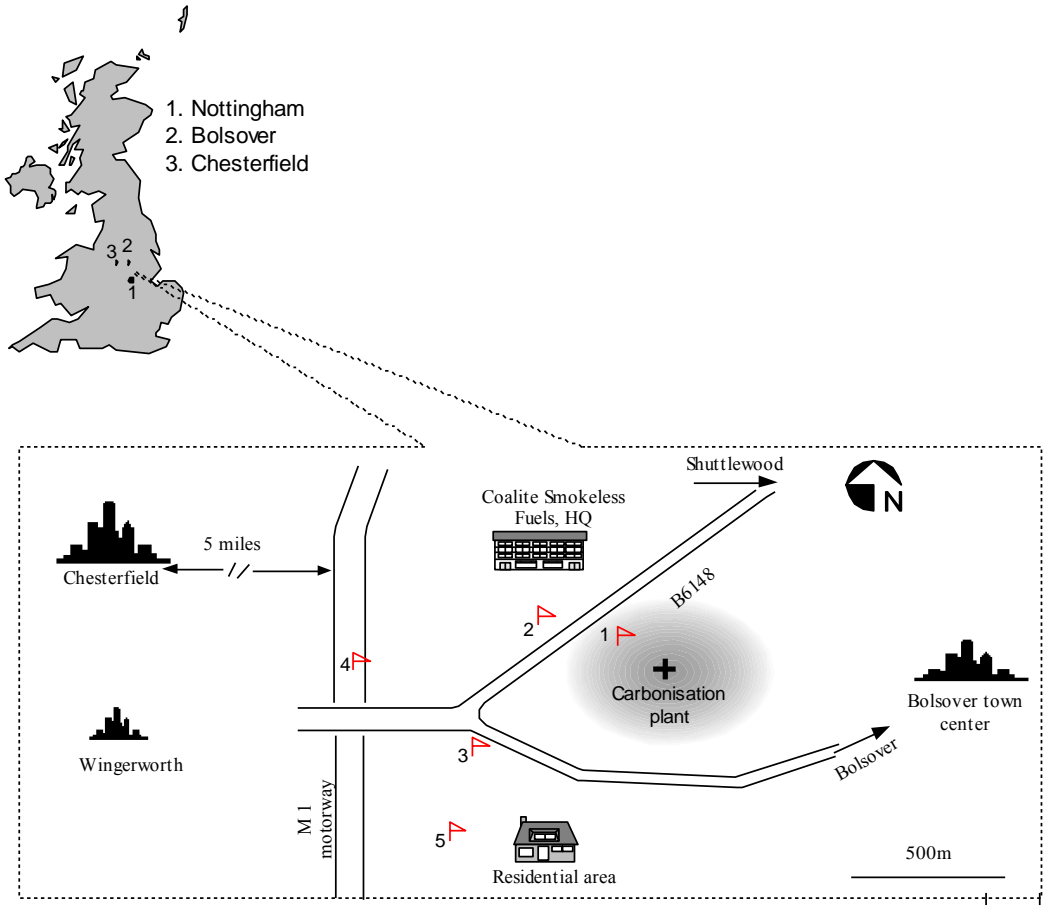 1. Nottingham
2. Bolsover
3. Chesterfield
3 2
1
Shuttlewood
N
Coalite Smokeless
Fuels, HQ
5 miles
Chesterfield
B6148
2
1
4
Carbonisation
plant
Bolsover town
center
3
Wingerworth
Bolsover
M 1
motorway
5
500m
Residential area